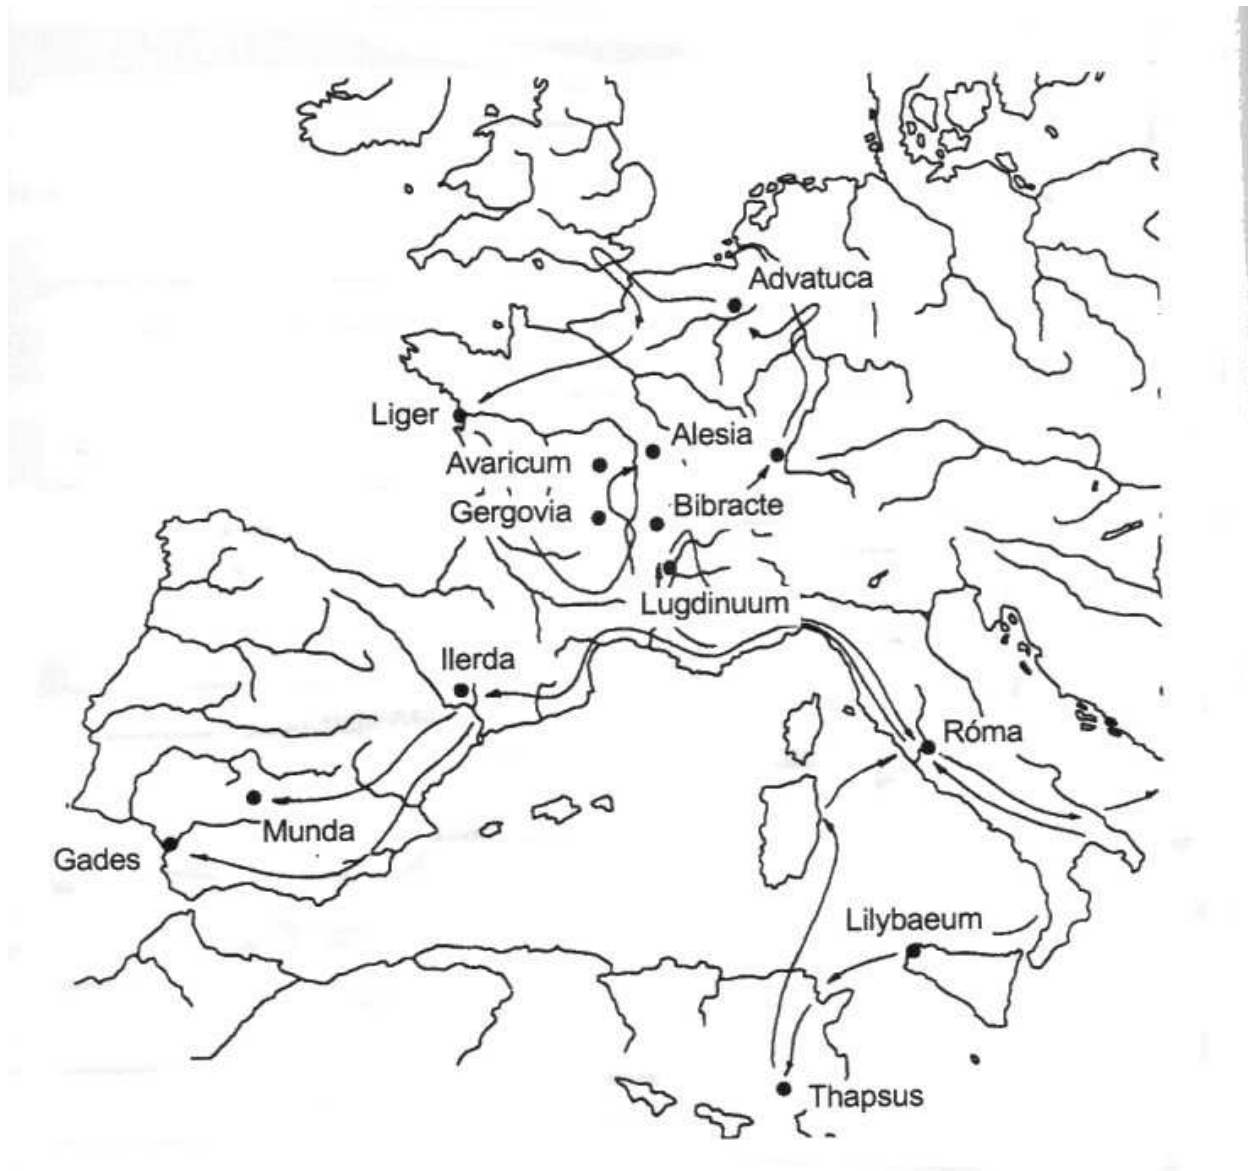 Advatuca
Liger
Alesia
Avaricum
Gergovia
Bibracte
Lugdinuum
Ilerda
Róma
Munda
Gades
Lilybaeum
Thapsus